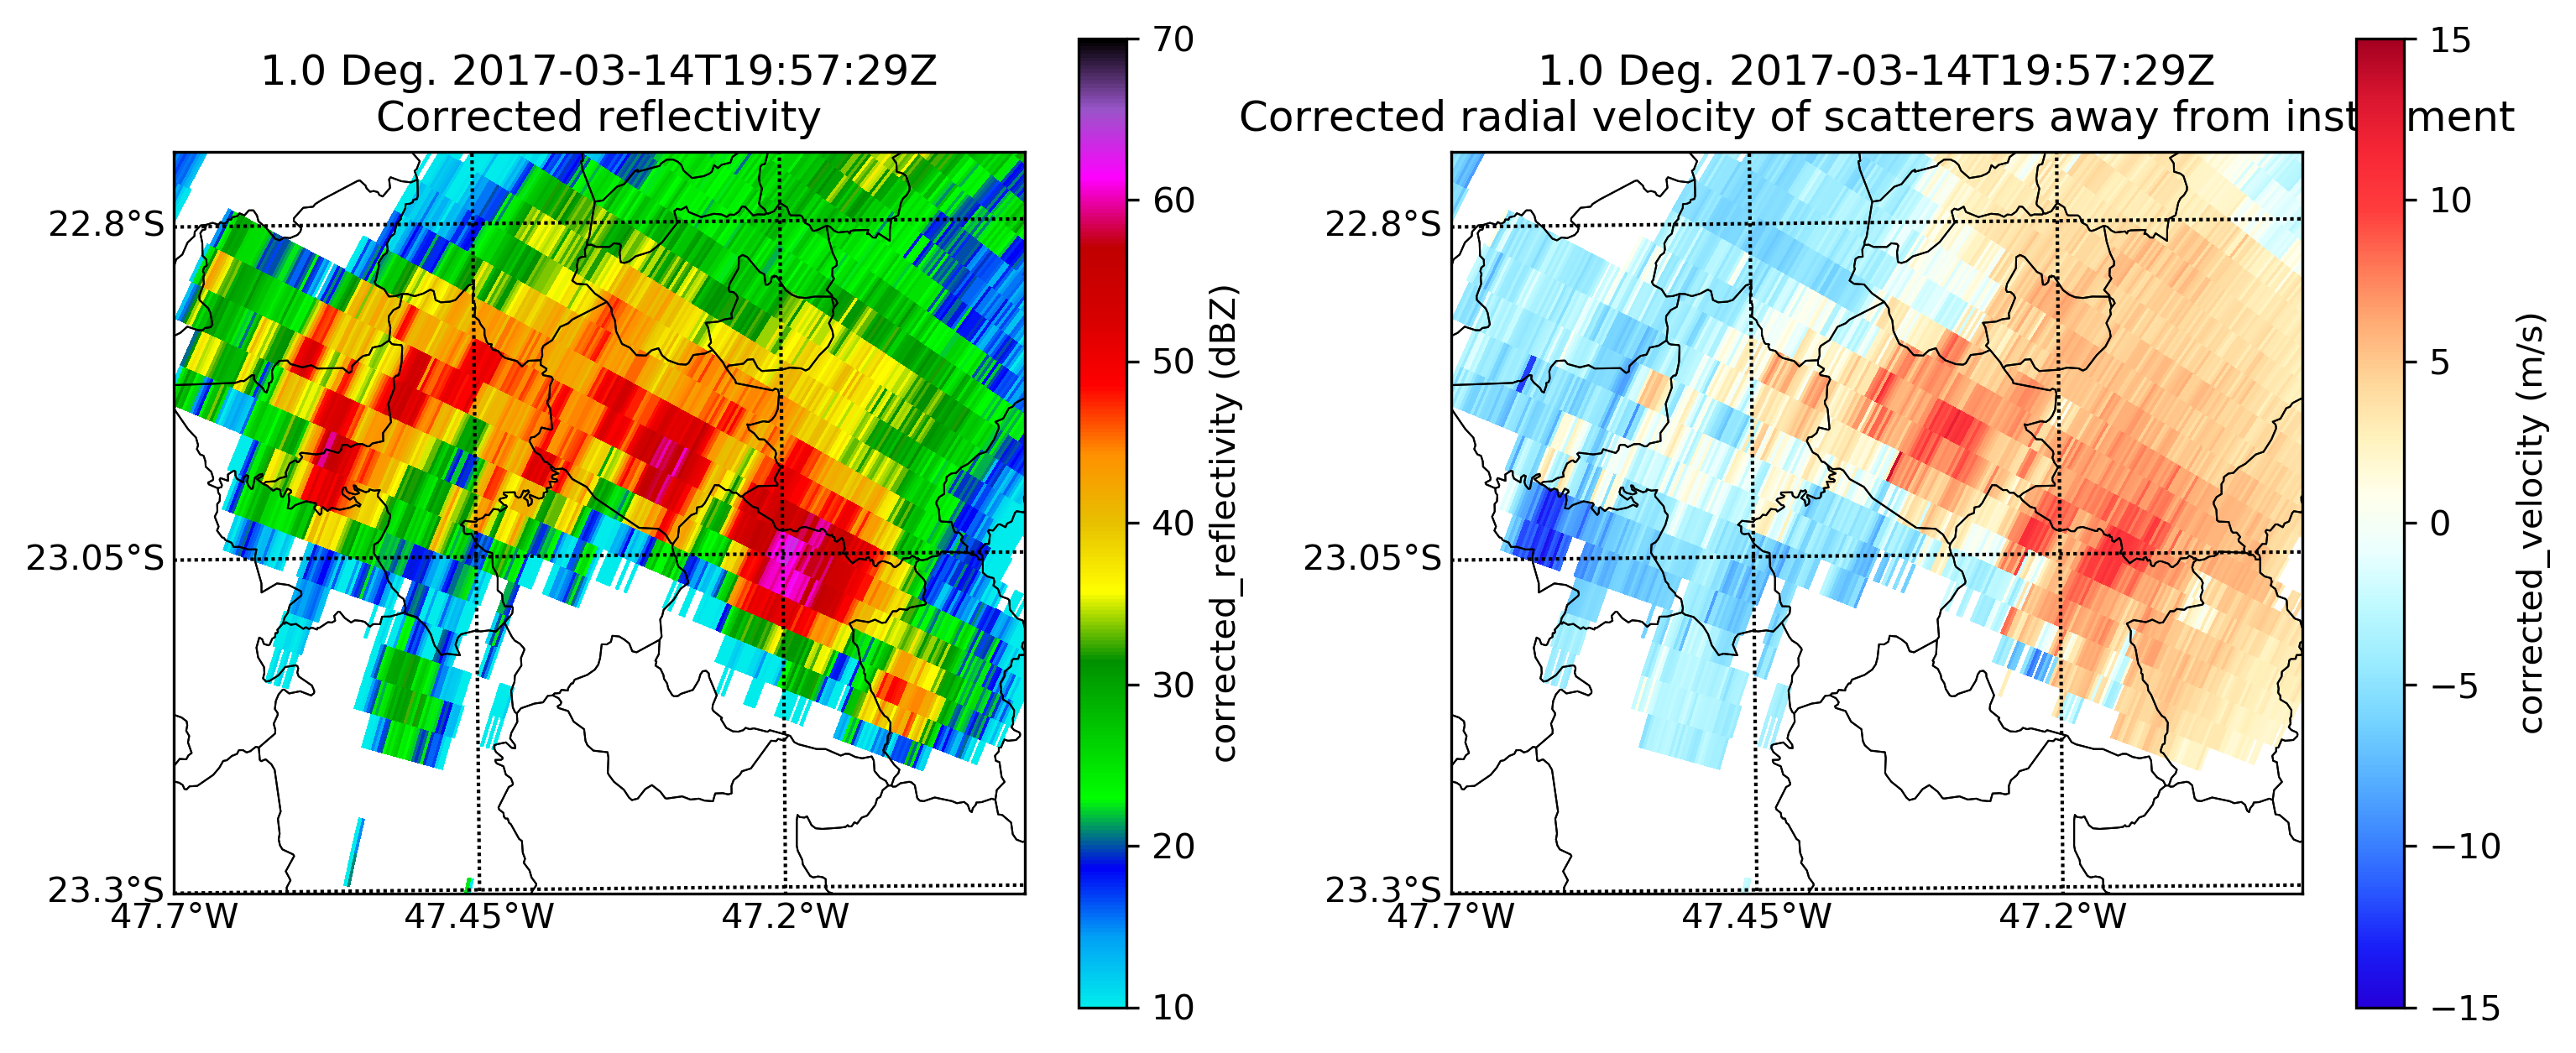 1.0 Deg. 2017-03-14T19:57:29Z
Corrected reflectivity
22.8°S
23.05°S
23.3°S
47.7°W
47.45°W
47.2°W
70
60
50
40
30
20
10
corrected_reflectivity (dBZ)
1.0 Deg. 2017-03-14T19:57:29Z
Corrected radial velocity of scatterers away from inst ment
22.8°S
23.05°S
23.3°S
47.7°W
47.45°W
47.2°W
15
10
5
0
−5
−10
−15
corrected_velocity (m/s)